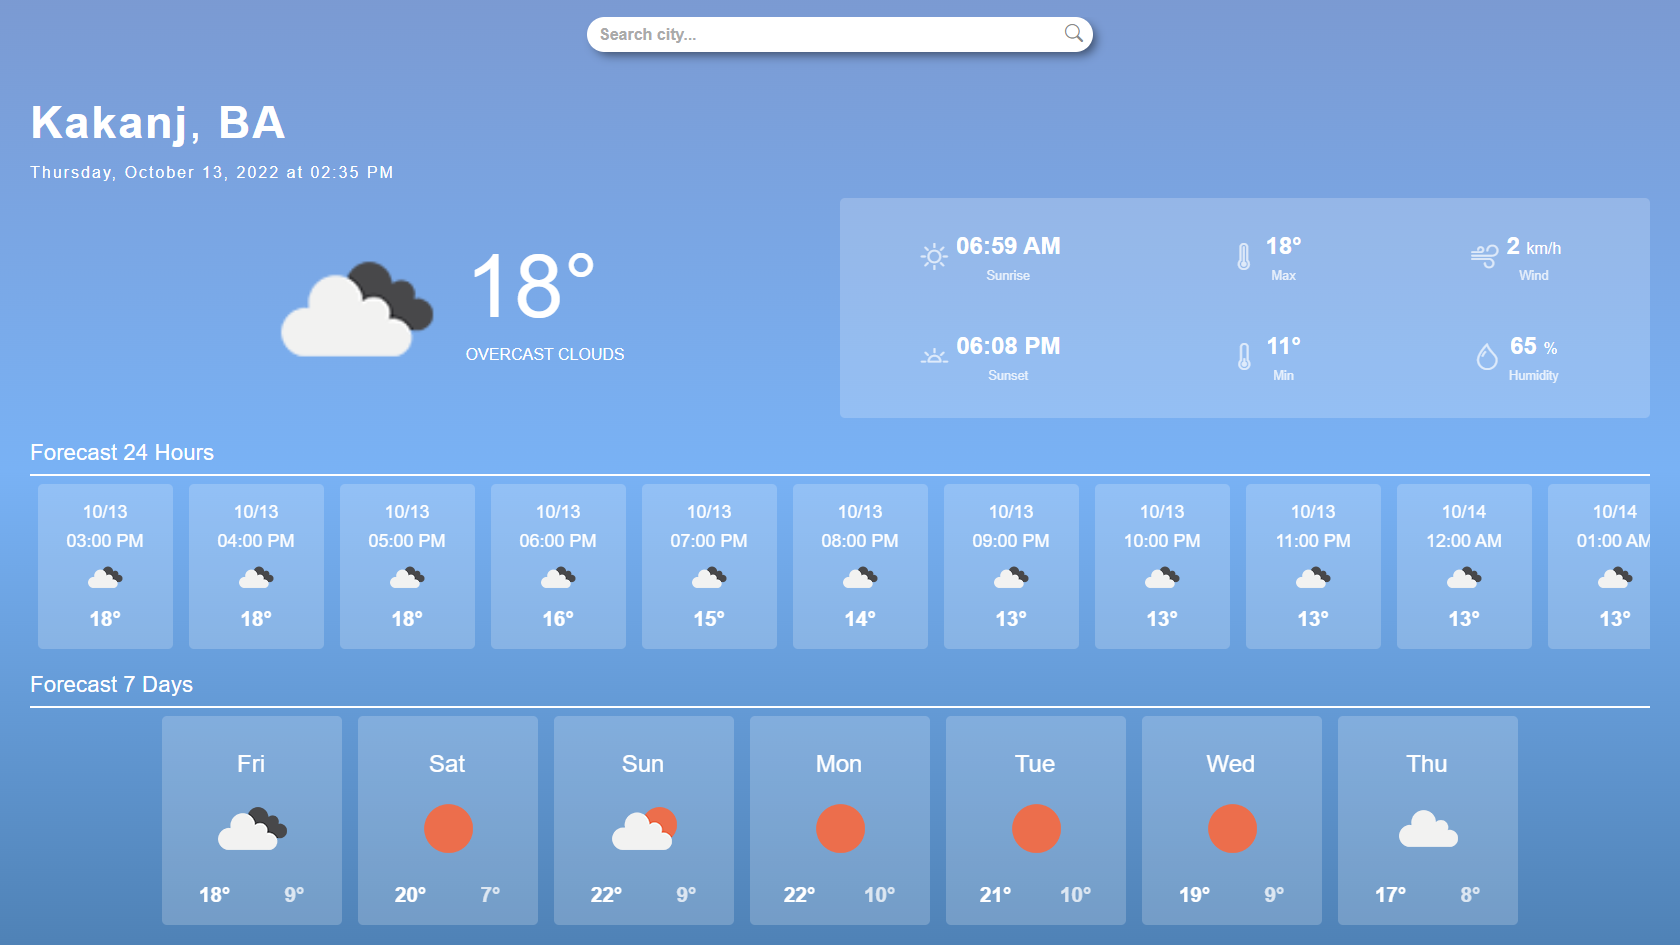 Search city...
Kakanj, BA
Thursday, October 13, 2022 at 02:35 PM
18°
OVERCAST CLOUDS
06:59 AM
Sunrise
18°
Max
2 km/h
Wind
06:08 PM
Sunset
11°
Min
65 %
Humidity
Forecast 24 Hours
10/13
03:00 PM
18°
10/13
04:00 PM
18°
10/13
05:00 PM
18°
10/13
06:00 PM
16°
10/13
07:00 PM
15°
10/13
08:00 PM
14°
10/13
09:00 PM
13°
10/13
10:00 PM
13°
10/13
11:00 PM
13°
10/14
12:00 AM
13°
10/14
01:00 AM
13°
Forecast 7 Days
Fri
18° 9°
Sat
20° 7°
Sun
22° 9°
Mon
22° 10°
Tue
21° 10°
Wed
19° 9°
Thu
17° 8°